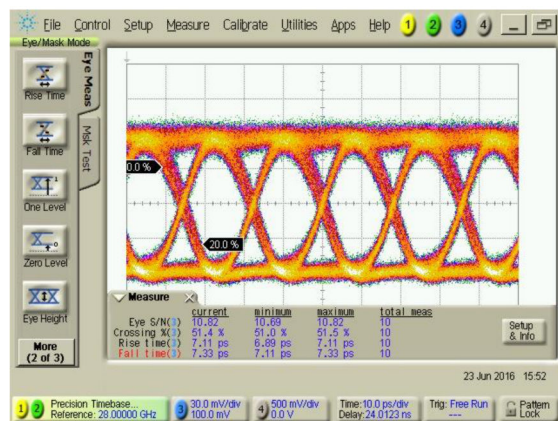 File Control Setup Measure Calibrate Utilities Apps Help 1 2 3 4
Eye/Mask Mode
Eye Meas
Msk Test
Rise Time
Fall Time
One Level
Zero Level
Eye Height
More
(2 of 3)
0.0 %
20.0 %
Measure
current minimum maximum total meas
Eye S/N(3) 10.82 10.69 10.82 10
Crossing %(3) 51.4 % 51.0 % 51.5 % 10
Rise time(3) 7.11 ps 6.89 ps 7.11 ps 10
Fall time(3) 7.33 ps 7.11 ps 7.33 ps 10
Setup
& Info
23 Jun 2016 15:52
1 2 Precision Timebase...
Reference: 28.00000 GHz
3 30.0 mV/div
100.0 mV
4 500 mV/div
0.0 V
Time:10.0 ps/div
Delay:24.0123 ns
Trig: Free Run
---
Pattern
Lock